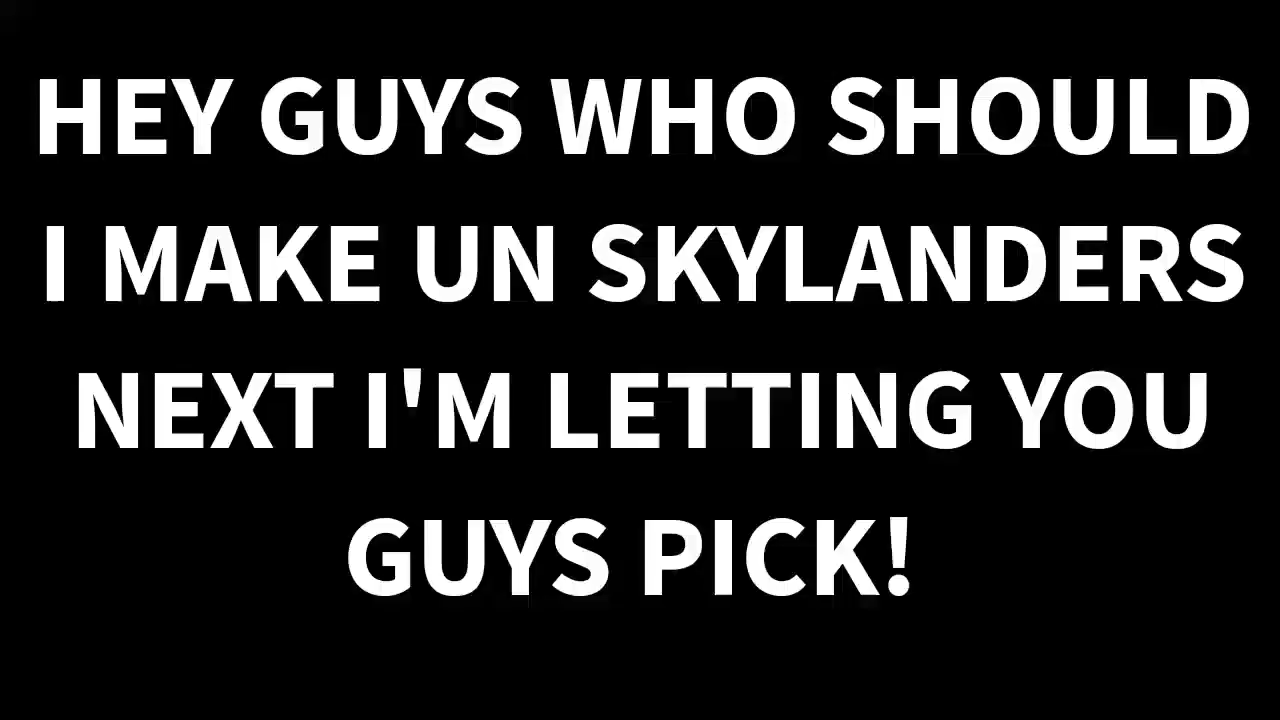 HEY GUYS WHO SHOULD
I MAKE UN SKYLANDERS
NEXT I'M LETTING YOU
GUYS PICK!